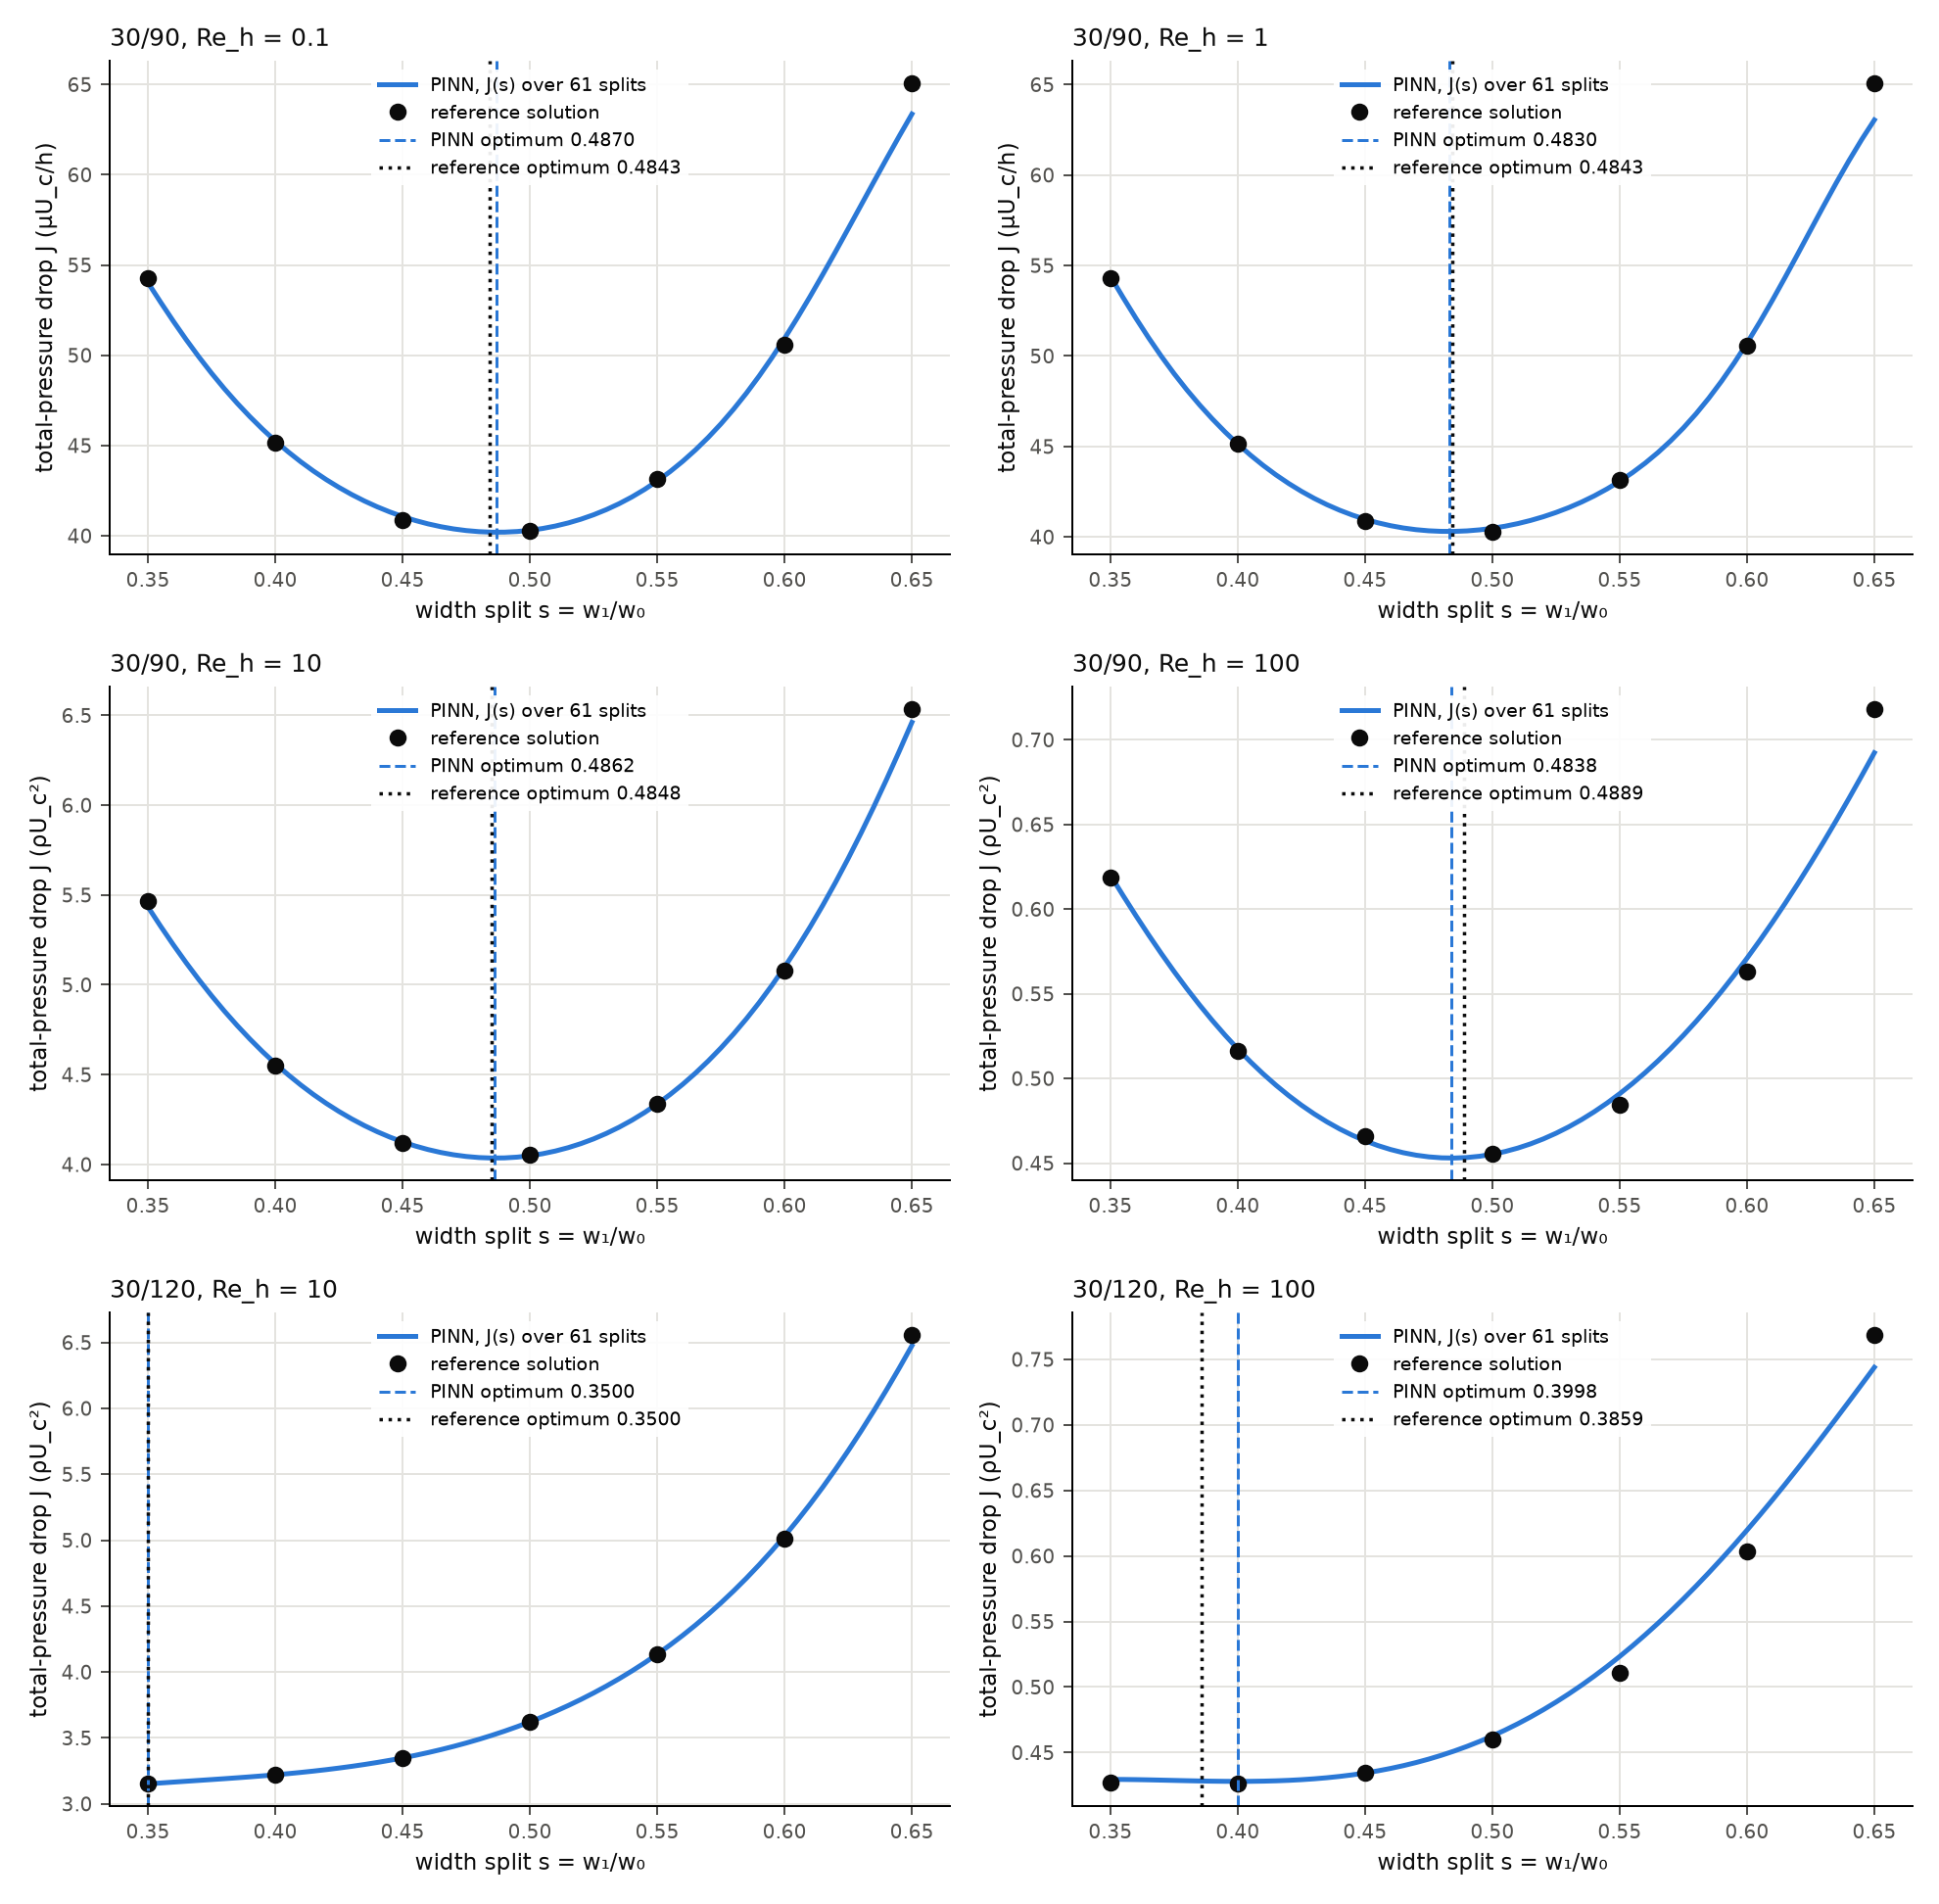 30/90, Re_h = 0.1
PINN, J(s) over 61 splits
reference solution
PINN optimum 0.4870
reference optimum 0.4843
total-pressure drop J (μU_c/h)
65
60
55
50
45
40
0.35 0.40 0.45 0.50 0.55 0.60 0.65
width split s = w₁/w₀
30/90, Re_h = 1
PINN, J(s) over 61 splits
reference solution
PINN optimum 0.4830
reference optimum 0.4843
total-pressure drop J (μU_c/h)
65
60
55
50
45
40
0.35 0.40 0.45 0.50 0.55 0.60 0.65
width split s = w₁/w₀
30/90, Re_h = 10
PINN, J(s) over 61 splits
reference solution
PINN optimum 0.4862
reference optimum 0.4848
total-pressure drop J (ρU_c²)
6.5
6.0
5.5
5.0
4.5
4.0
0.35 0.40 0.45 0.50 0.55 0.60 0.65
width split s = w₁/w₀
30/90, Re_h = 100
PINN, J(s) over 61 splits
reference solution
PINN optimum 0.4838
reference optimum 0.4889
total-pressure drop J (ρU_c²)
0.70
0.65
0.60
0.55
0.50
0.45
0.35 0.40 0.45 0.50 0.55 0.60 0.65
width split s = w₁/w₀
30/120, Re_h = 10
PINN, J(s) over 61 splits
reference solution
PINN optimum 0.3500
reference optimum 0.3500
total-pressure drop J (ρU_c²)
6.5
6.0
5.5
5.0
4.5
4.0
3.5
3.0
0.35 0.40 0.45 0.50 0.55 0.60 0.65
width split s = w₁/w₀
30/120, Re_h = 100
PINN, J(s) over 61 splits
reference solution
PINN optimum 0.3998
reference optimum 0.3859
total-pressure drop J (ρU_c²)
0.75
0.70
0.65
0.60
0.55
0.50
0.45
0.35 0.40 0.45 0.50 0.55 0.60 0.65
width split s = w₁/w₀